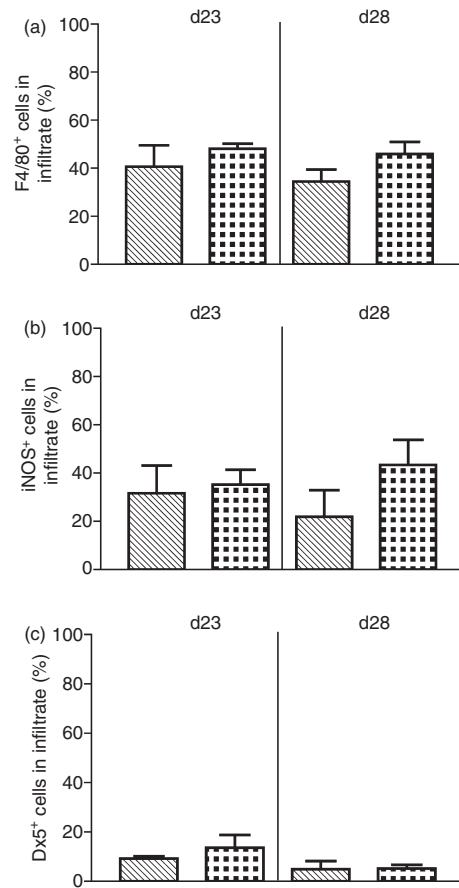 (a)
d23
d28
100
80
60
40
20
0
F4/80⁺ cells in
infiltrate (%)
(b)
d23
d28
100
80
60
40
20
0
iNOS⁺ cells in
infiltrate (%)
(c)
d23
d28
100
80
60
40
20
0
Dx5⁺ cells in infiltrate (%)